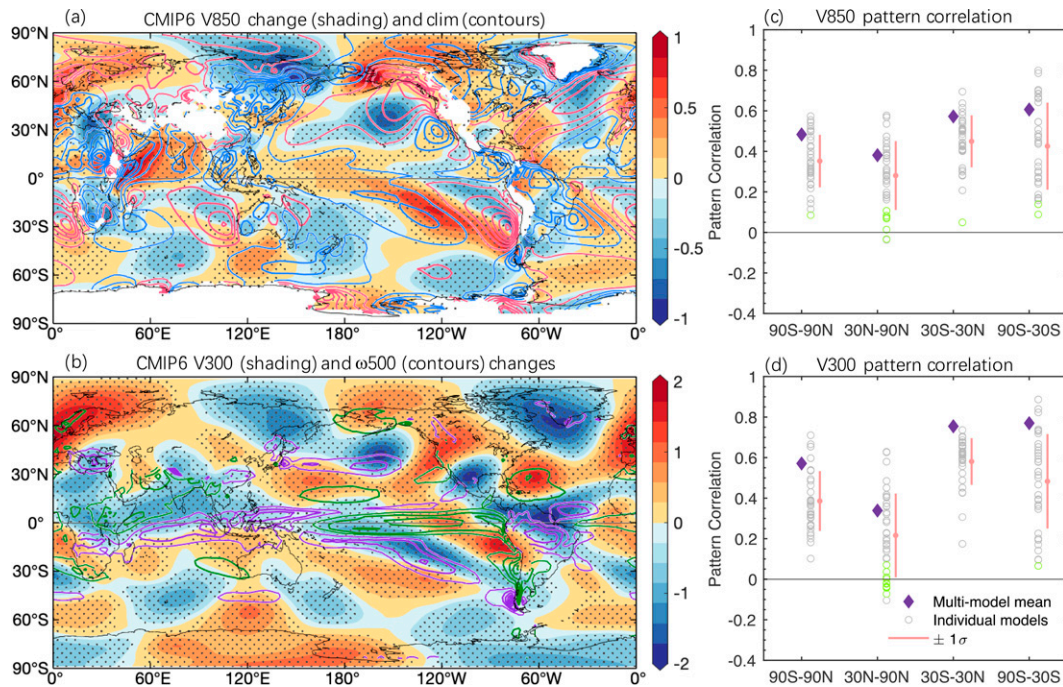 (a) CMIP6 V850 change (shading) and clim (contours)
90°N
60°N
30°N
0°
30°S
60°S
90°S
0° 60°E 120°E 180° 120°W 60°W 0°
1
0.5
0
-0.5
-1
(c) V850 pattern correlation
Pattern Correlation
1
0.8
0.6
0.4
0.2
0
-0.2
-0.4
90S-90N 30N-90N 30S-30N 90S-30S
(b) CMIP6 V300 (shading) and ω500 (contours) changes
90°N
60°N
30°N
0°
30°S
60°S
90°S
0° 60°E 120°E 180° 120°W 60°W 0°
2
1
0
-1
-2
(d) V300 pattern correlation
Pattern Correlation
1
0.8
0.6
0.4
0.2
0
-0.2
-0.4
Multi-model mean
Individual models
± 1σ
90S-90N 30N-90N 30S-30N 90S-30S